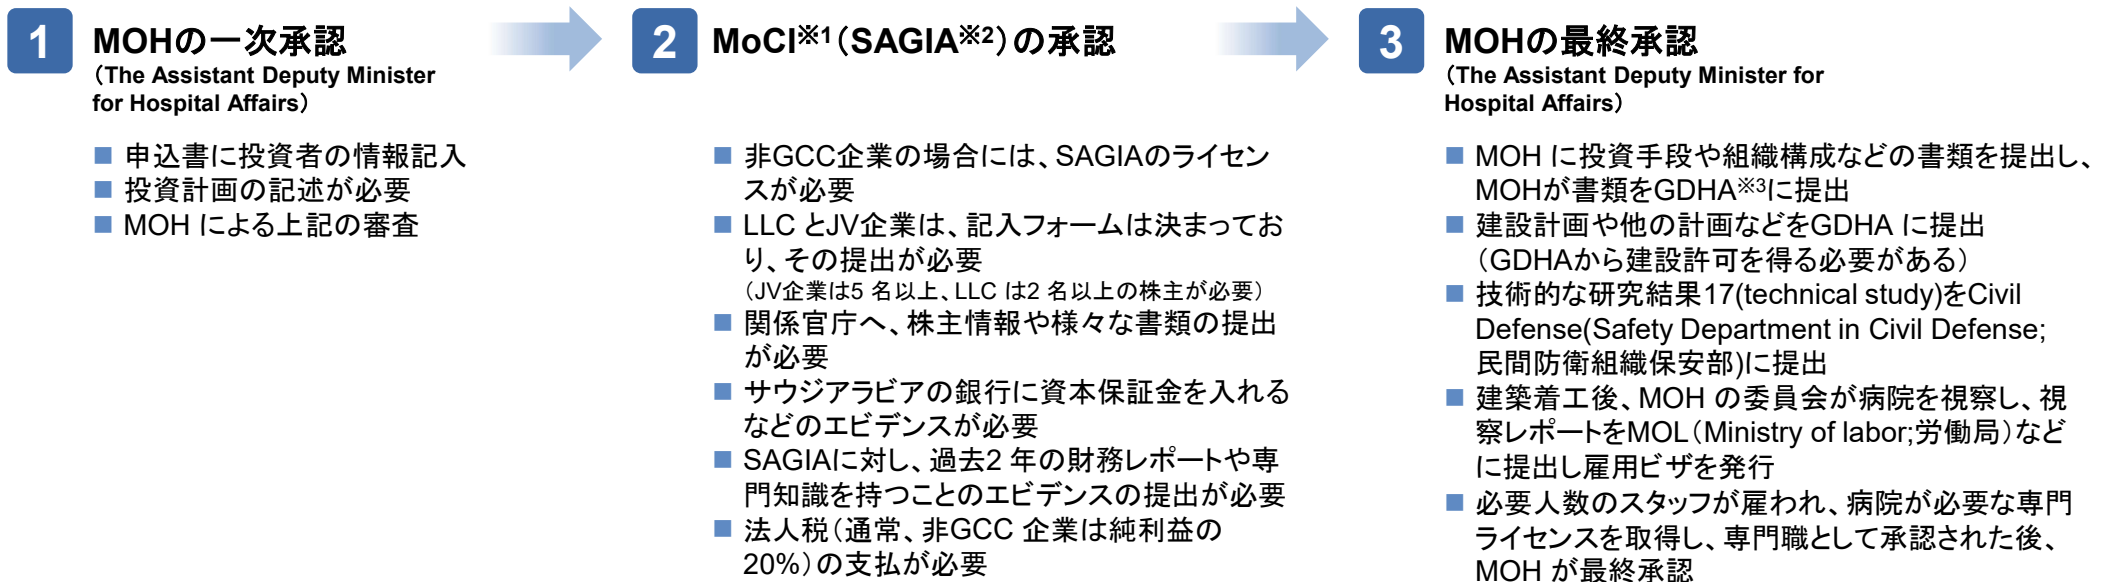 1
MOHの一次承認
（The Assistant Deputy Minister
for Hospital Affairs）
■ 申込書に投資者の情報記入
■ 投資計画の記述が必要
■ MOH による上記の審査
2
MoCI※1（SAGIA※2）の承認
■ 非GCC企業の場合には、SAGIAのライセン
スが必要
■ LLC とJV企業は、記入フォームは決まってお
り、その提出が必要
（JV企業は5 名以上、LLC は2 名以上の株主が必要）
■ 関係官庁へ、株主情報や様々な書類の提出
が必要
■ サウジアラビアの銀行に資本保証金を入れる
などのエビデンスが必要
■ SAGIAに対し、過去2 年の財務レポートや専
門知識を持つことのエビデンスの提出が必要
■ 法人税（通常、非GCC 企業は純利益の
20%）の支払が必要
3
MOHの最終承認
（The Assistant Deputy Minister for
Hospital Affairs）
■ MOH に投資手段や組織構成などの書類を提出し、
MOHが書類をGDHA※3に提出
■ 建設計画や他の計画などをGDHA に提出
（GDHAから建設許可を得る必要がある）
■ 技術的な研究結果17(technical study)をCivil
Defense(Safety Department in Civil Defense;
民間防衛組織保安部)に提出
■ 建築着工後、MOH の委員会が病院を視察し、視
察レポートをMOL（Ministry of labor;労働局）など
に提出し雇用ビザを発行
■ 必要人数のスタッフが雇われ、病院が必要な専門
ライセンスを取得し、専門職として承認された後、
MOH が最終承認